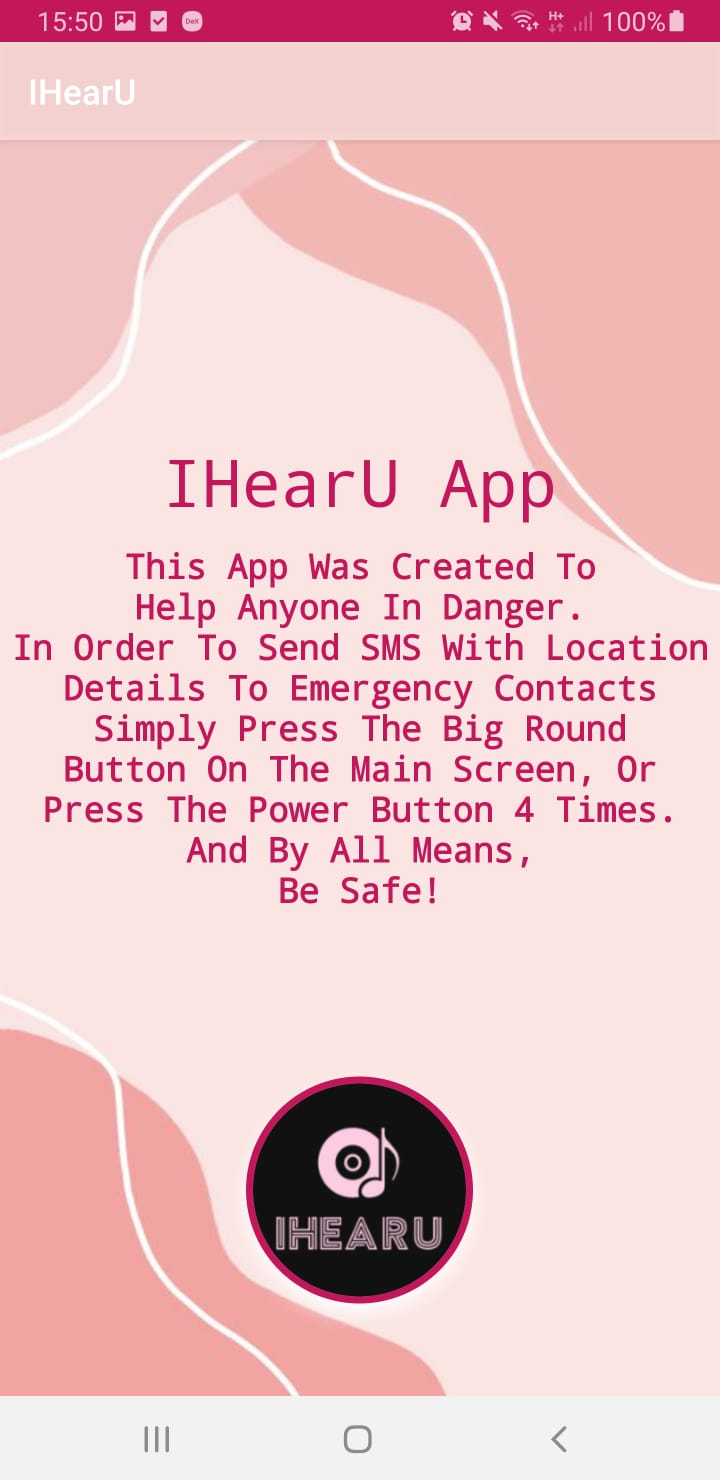 15:50 DeX H+ 100%
IHearU
IHearU App
This App Was Created To
Help Anyone In Danger.
In Order To Send SMS With Location
Details To Emergency Contacts
Simply Press The Big Round
Button On The Main Screen, Or
Press The Power Button 4 Times.
And By All Means,
Be Safe!
IHEARU